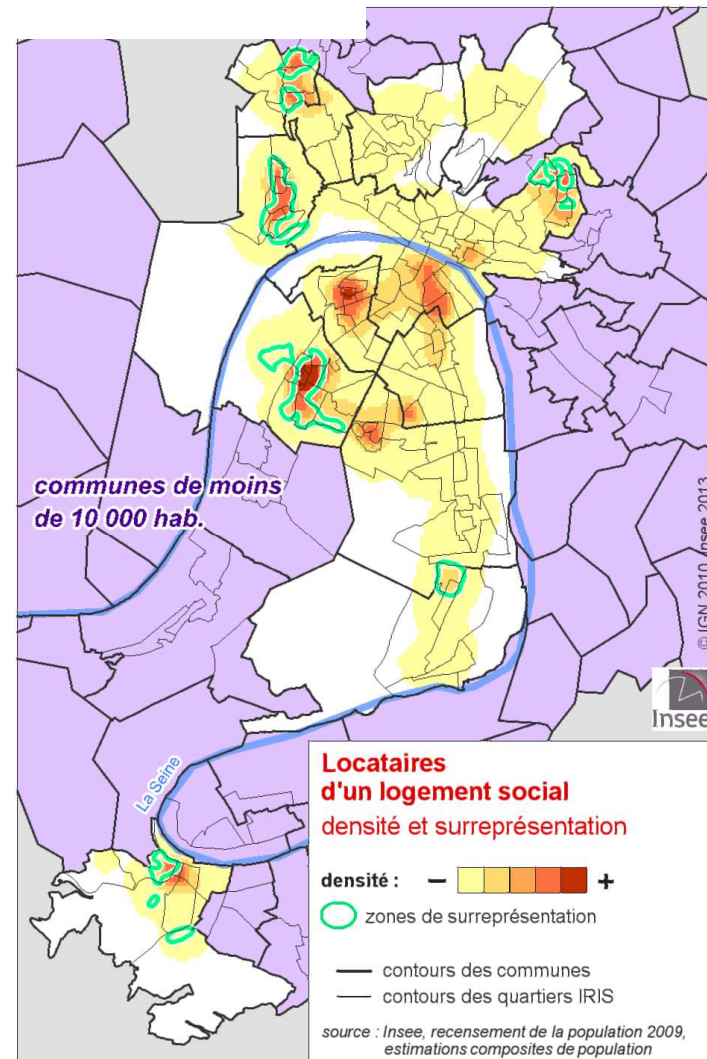 communes de moins
de 10 000 hab.
© IGN 2010, Insee 2013
Insee
La Seine
Locataires
d'un logement social
densité et surreprésentation
densité : − +
zones de surreprésentation
contours des communes
contours des quartiers IRIS
source : Insee, recensement de la population 2009,
estimations composites de population